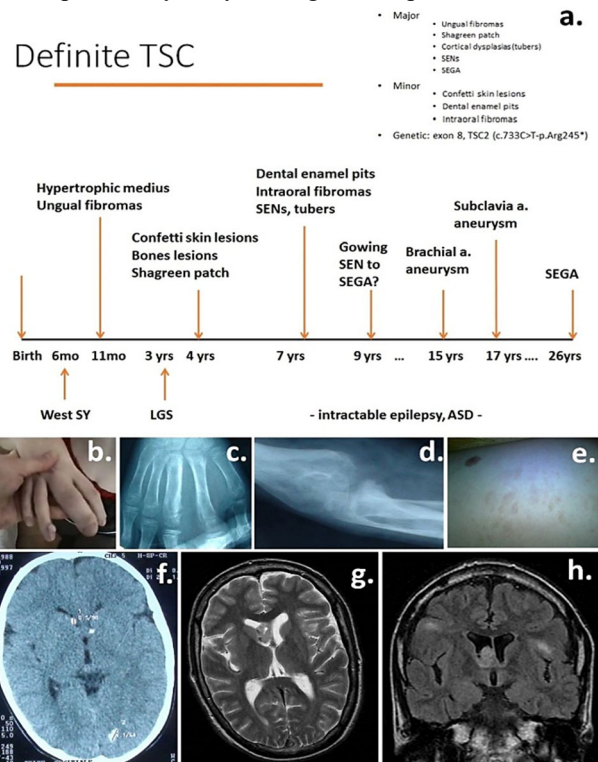 a.
Definite TSC
• Major
• Ungual fibromas
• Shagreen patch
• Cortical dysplasias(tubers)
• SENs
• SEGA
• Minor
• Confetti skin lesions
• Dental enamel pits
• Intraoral fibromas
• Genetic: exon 8, TSC2 (c.733C>T-p.Arg245*)
Hypertrophic medius
Ungual fibromas
Confetti skin lesions
Bones lesions
Shagreen patch
Dental enamel pits
Intraoral fibromas
SENs, tubers
Gowing
SEN to
SEGA?
Brachial a.
aneurysm
Subclavia a.
aneurysm
SEGA
Birth 6mo 11mo 3 yrs 4 yrs 7 yrs 9 yrs ... 15 yrs 17 yrs .... 26yrs
West SY LGS - intractable epilepsy, ASD -
b. c. d. e.
f. g. h.
H-BP-CR
988
997